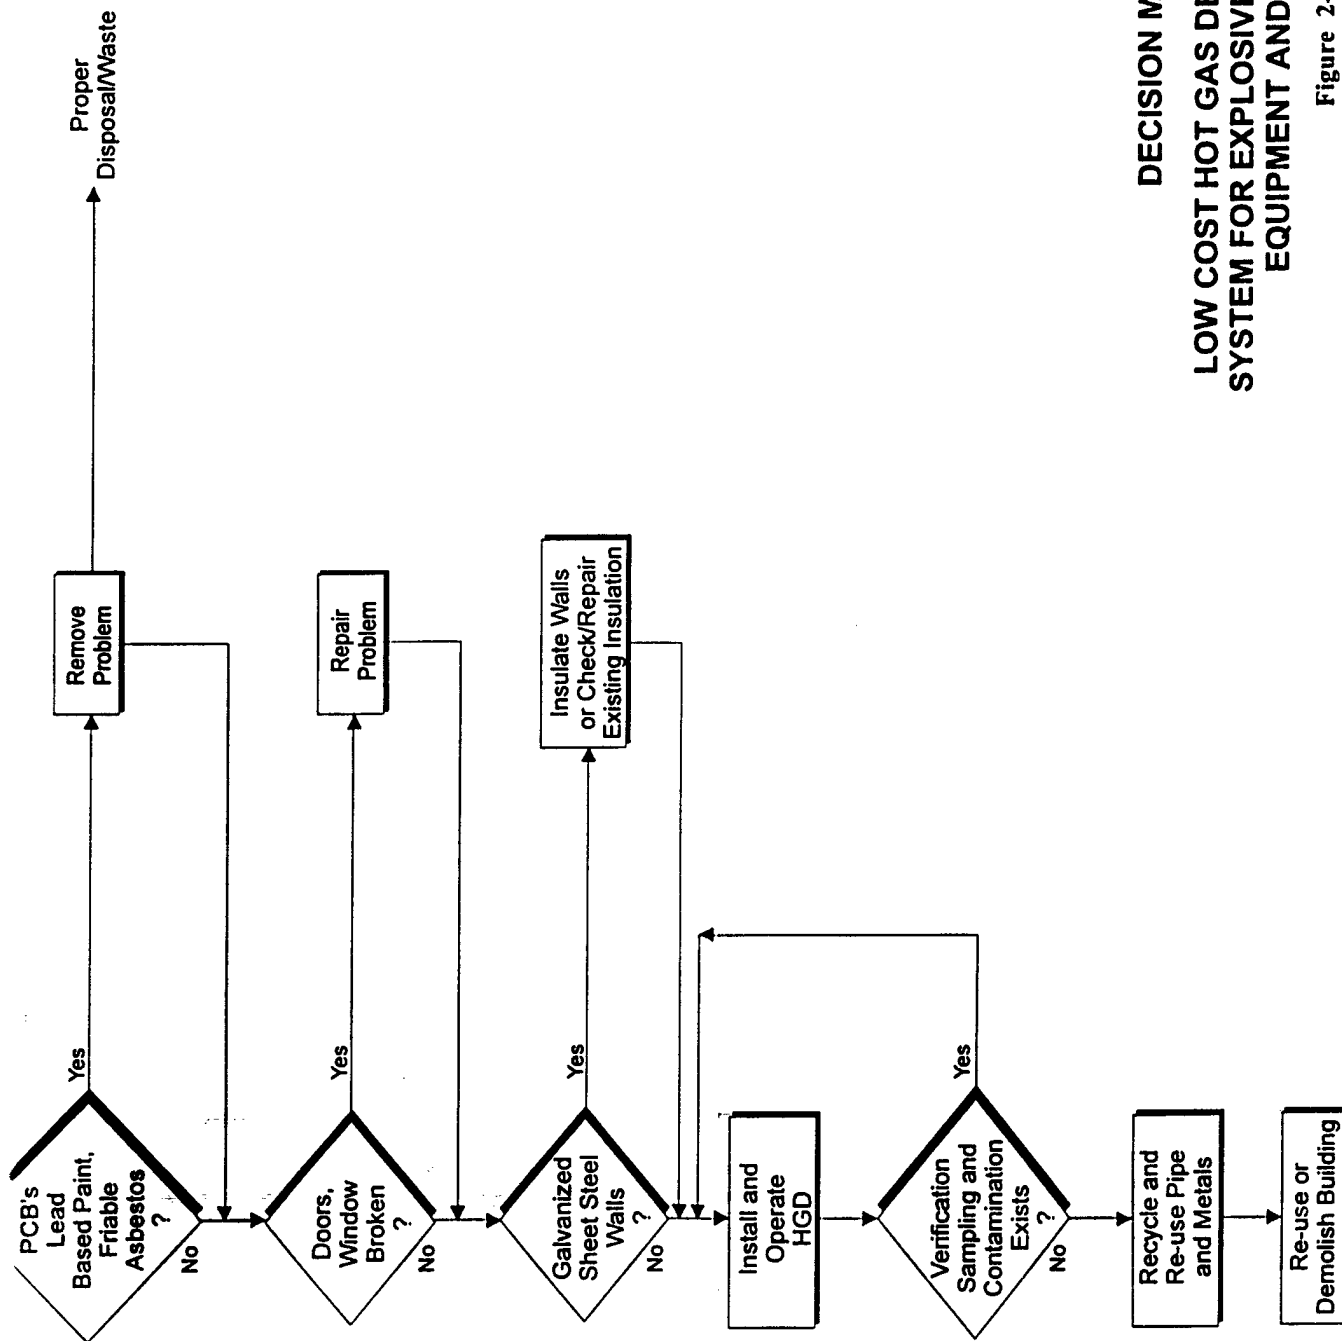 PCB's
Lead
Based Paint,
Friable
Asbestos
?
Yes
No
Remove
Problem
Proper
Disposal/Waste
Doors,
Window
Broken
?
Yes
No
Repair
Problem
Galvanized
Sheet Steel
Walls
?
Yes
No
Insulate Walls
or Check/Repair
Existing Insulation
Install and
Operate
HGD
Verification
Sampling and
Contamination
Exists
?
Yes
No
Recycle and
Re-use Pipe
and Metals
Re-use or
Demolish Building
DECISION M
LOW COST HOT GAS DE
SYSTEM FOR EXPLOSIVE
EQUIPMENT AND
Figure 2-